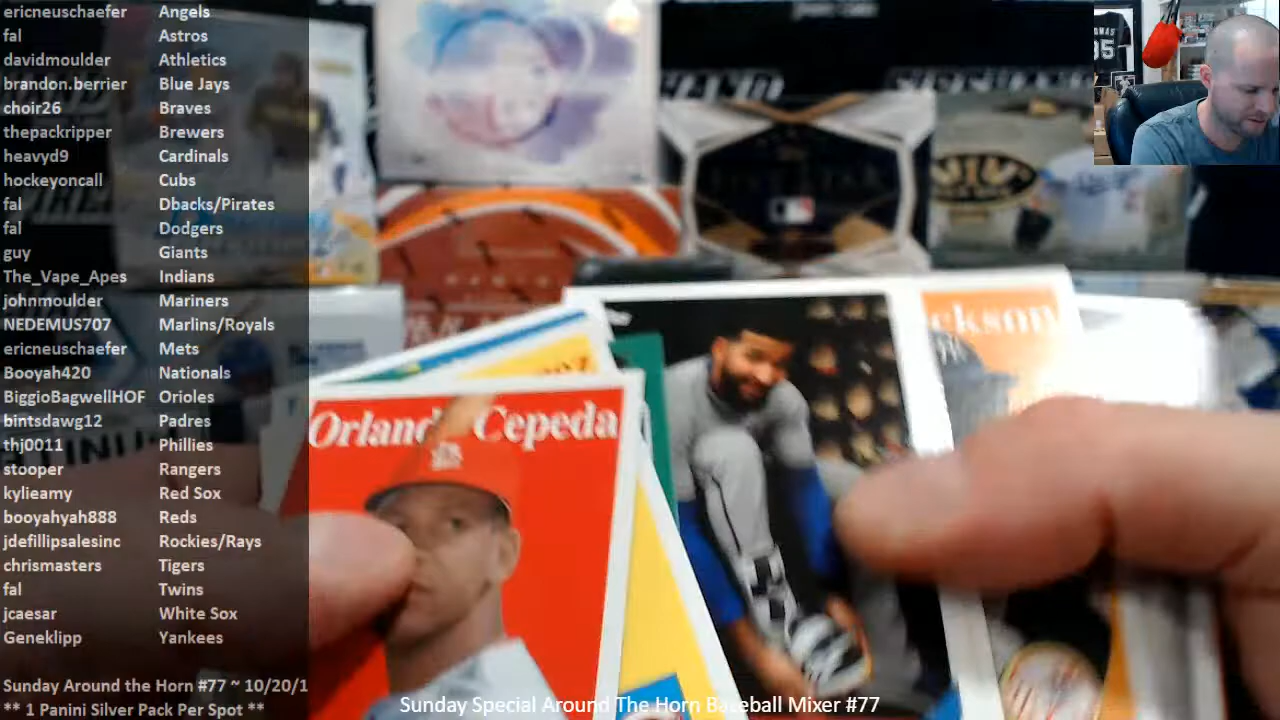 ericneuschaefer Angels
fal Astros
davidmoulder Athletics
brandon.berrier Blue Jays
choir26 Braves
thepackripper Brewers
heavyd9 Cardinals
hockeyoncall Cubs
fal Dbacks/Pirates
fal Dodgers
guy Giants
The_Vape_Apes Indians
johnmoulder Mariners
NEDEMUS707 Marlins/Royals
ericneuschaefer Mets
Booyah420 Nationals
BiggioBagwellHOF Orioles
bintsdawg12 Padres
thj0011 Phillies
stooper Rangers
kylieamy Red Sox
booyahyah888 Reds
jdefillipsalesinc Rockies/Rays
chrismasters Tigers
fal Twins
jcaesar White Sox
Geneklipp Yankees
Sunday Around the Horn #77 ~ 10/20/1
** 1 Panini Silver Pack Per Spot **
Orland Cepeda
ckson
Sunday Special Around The Horn Baseball Mixer #77